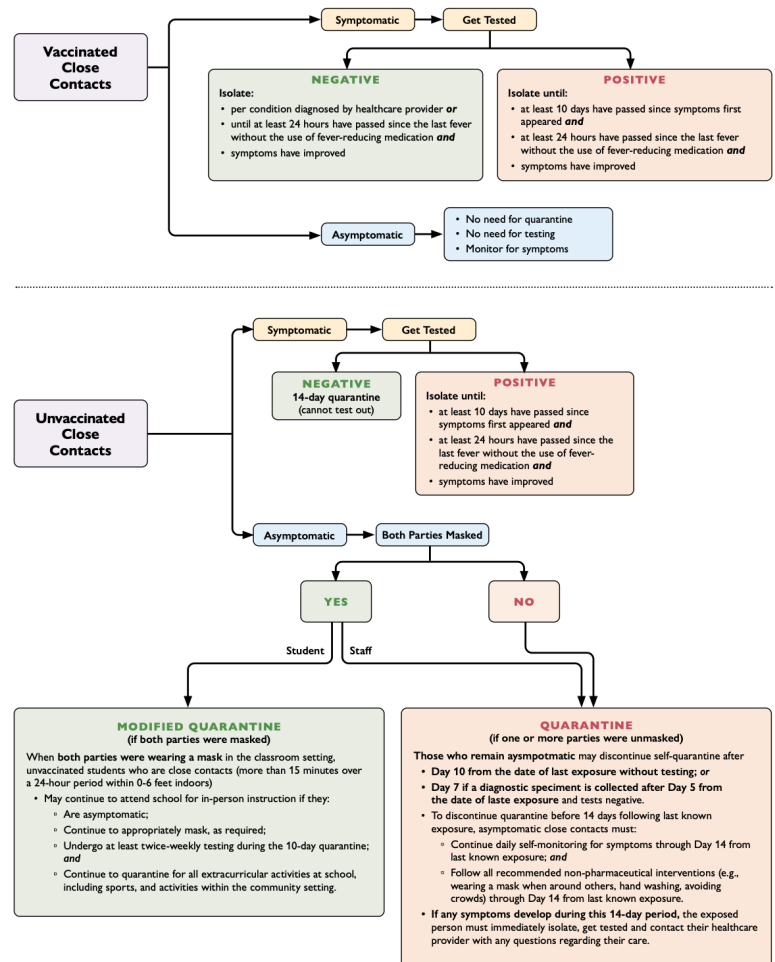 Symptomatic
Get Tested
Vaccinated
Close
Contacts
NEGATIVE
Isolate:
• per condition diagnosed by healthcare provider or
• until at least 24 hours have passed since the last fever
without the use of fever-reducing medication and
• symptoms have improved
POSITIVE
Isolate until:
• at least 10 days have passed since symptoms first
appeared and
• at least 24 hours have passed since the last fever
without the use of fever-reducing medication and
• symptoms have improved
Asymptomatic
• No need for quarantine
• No need for testing
• Monitor for symptoms
Symptomatic
Get Tested
NEGATIVE
14-day quarantine
(cannot test out)
POSITIVE
Isolate until:
• at least 10 days have passed since
symptoms first appeared and
• at least 24 hours have passed since the
last fever without the use of fever-
reducing medication and
• symptoms have improved
Unvaccinated
Close
Contacts
Asymptomatic
Both Parties Masked
YES
NO
Student
Staff
MODIFIED QUARANTINE
(if both parties were masked)
When both parties were wearing a mask in the classroom setting,
unvaccinated students who are close contacts (more than 15 minutes over
a 24-hour period within 0-6 feet indoors)
• May continue to attend school for in-person instruction if they:
▫ Are asymptomatic;
▫ Continue to appropriately mask, as required;
▫ Undergo at least twice-weekly testing during the 10-day quarantine;
and
▫ Continue to quarantine for all extracurricular activities at school,
including sports, and activities within the community setting.
QUARANTINE
(if one or more parties were unmasked)
Those who remain aysmpotmatic may discontinue self-quarantine after
• Day 10 from the date of last exposure without testing; or
• Day 7 if a diagnostic speciment is collected after Day 5 from
the date of laste exposure and tests negative.
• To discontinue quarantine before 14 days following last known
exposure, asymptomatic close contacts must:
▫ Continue daily self-monitoring for symptoms through Day 14 from
last known exposure; and
▫ Follow all recommended non-pharmaceutical interventions (e.g.,
wearing a mask when around others, hand washing, avoiding
crowds) through Day 14 from last known exposure.
• If any symptoms develop during this 14-day period, the exposed
person must immediately isolate, get tested and contact their healthcare
provider with any questions regarding their care.